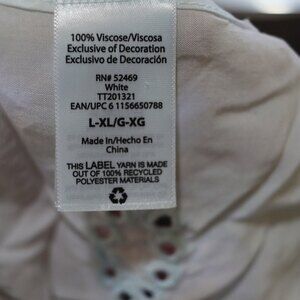 100% Viscose/Viscosa
Exclusive of Decoration
Exclusivo de Decoración
RN# 52469
White
TT201321
EAN/UPC 6 1156650788
L-XL/G-XG
Made in/Hecho En
China
THIS LABEL YARN IS MADE
OUT OF 100% RECYCLED
POLYESTER MATERIALS